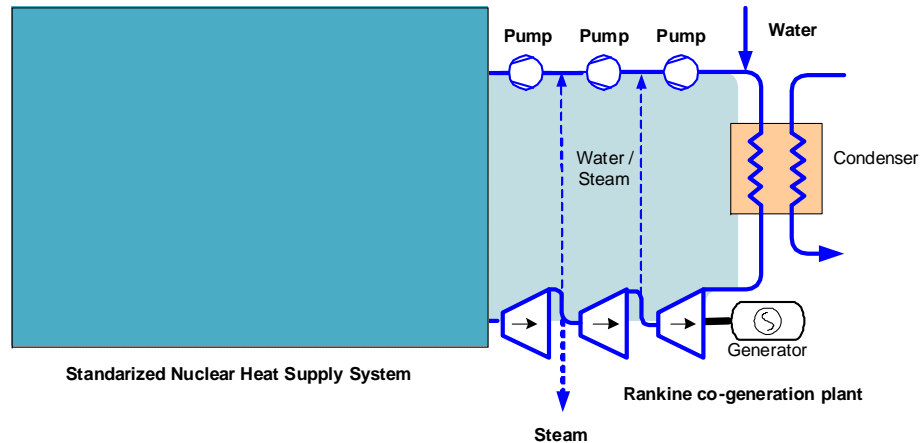 Pump
Pump
Pump
Water
Water /
Steam
Condenser
S
Generator
Standarized Nuclear Heat Supply System
Rankine co-generation plant
Steam